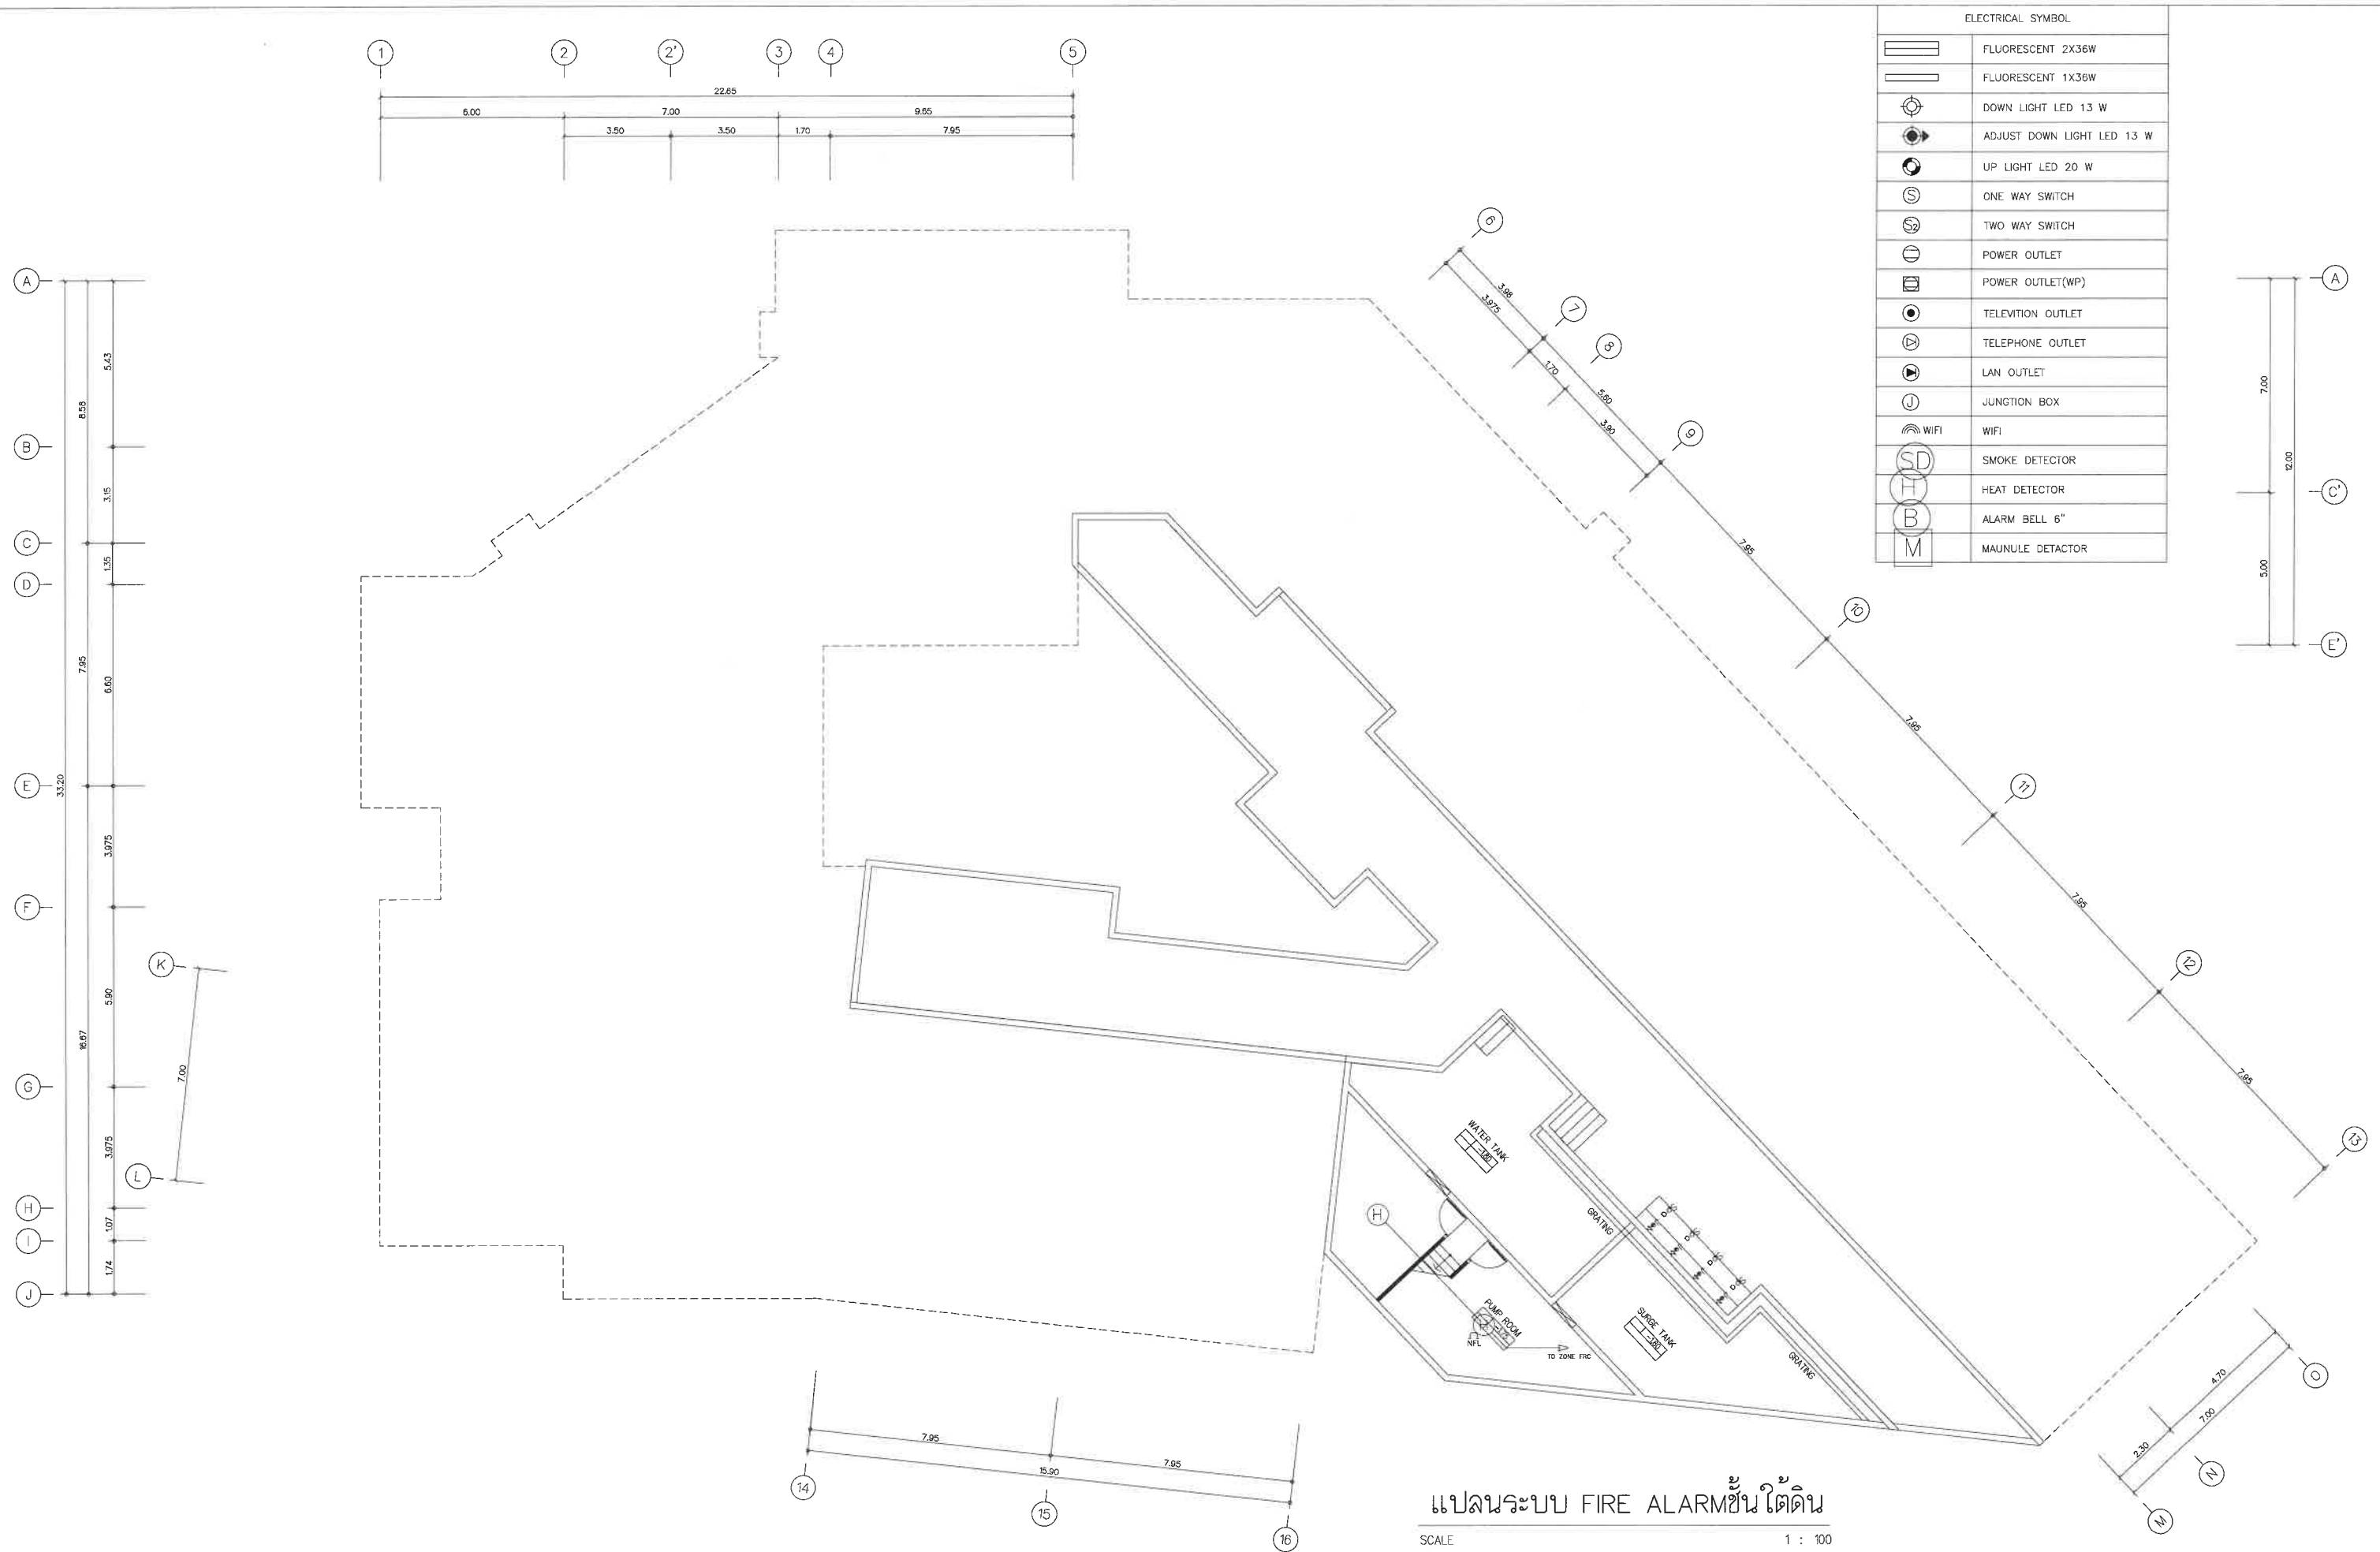 ELECTRICAL SYMBOL
FLUORESCENT 2X36W
FLUORESCENT 1X36W
DOWN LIGHT LED 13 W
ADJUST DOWN LIGHT LED 13 W
UP LIGHT LED 20 W
S ONE WAY SWITCH
S2 TWO WAY SWITCH
POWER OUTLET
POWER OUTLET(WP)
TELEVITION OUTLET
TELEPHONE OUTLET
LAN OUTLET
J JUNGTION BOX
WIFI WIFI
SD SMOKE DETECTOR
H HEAT DETECTOR
B ALARM BELL 6"
M MAUNULE DETACTOR
1 2 2' 3 4 5
22.65
6.00 7.00 9.65
3.50 3.50 1.70 7.95
A
B
C
D
E
F
G
H
I
J
K
L
5.43
8.58
3.15
1.35
7.95
6.60
33.20
3.975
5.90
16.67
7.00
3.975
1.07
1.74
6
7
8
9
10
11
12
13
3.98
3.975
1.70
5.60
3.90
7.95
7.95
7.95
7.95
A
C'
E'
7.00
12.00
5.00
WATER TANK
-1.80
GRATING
H
PUMP ROOM
NFL
TO ZONE FRC
SURGE TANK
-1.80
GRATING
4.70
7.00
2.30
O
N
M
7.95
7.95
15.90
14
15
16
แปลนระบบ FIRE ALARMชั้นใต้ดิน
SCALE 1 : 100